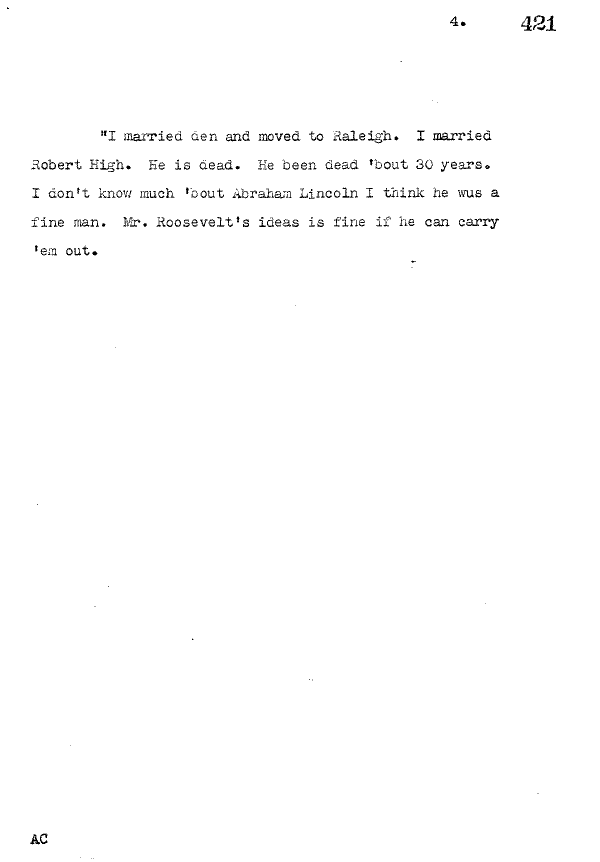 4. 421
"I married den and moved to Raleigh. I married
Robert High. He is dead. He been dead 'bout 30 years.
I don't know much 'bout Abraham Lincoln I think he wus a
fine man. Mr. Roosevelt's ideas is fine if he can carry
'em out.
AC